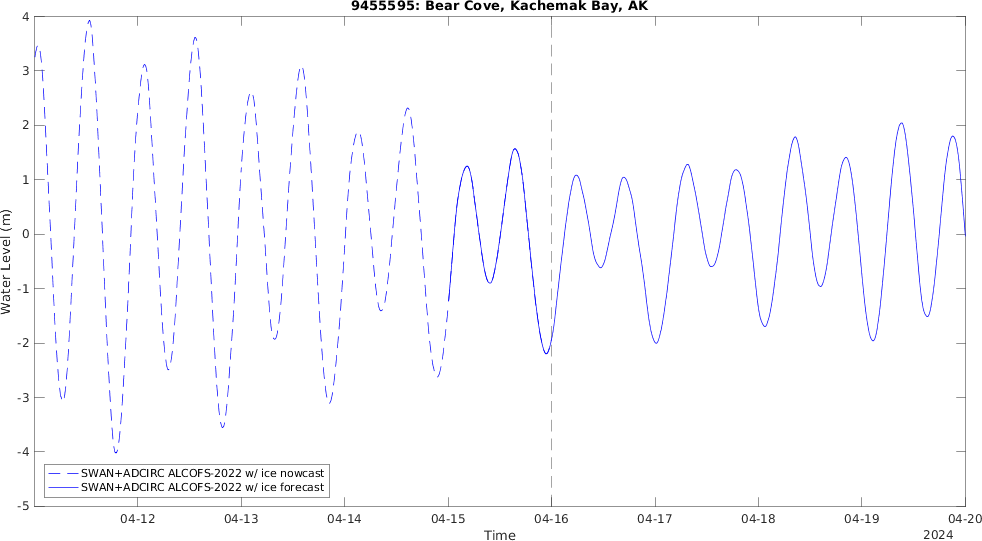 9455595: Bear Cove, Kachemak Bay, AK
4
3
2
1
0
-1
-2
-3
-4
-5
Water Level (m)
SWAN+ADCIRC ALCOFS-2022 w/ ice nowcast
SWAN+ADCIRC ALCOFS-2022 w/ ice forecast
04-12 04-13 04-14 04-15 04-16 04-17 04-18 04-19 04-20
Time
2024